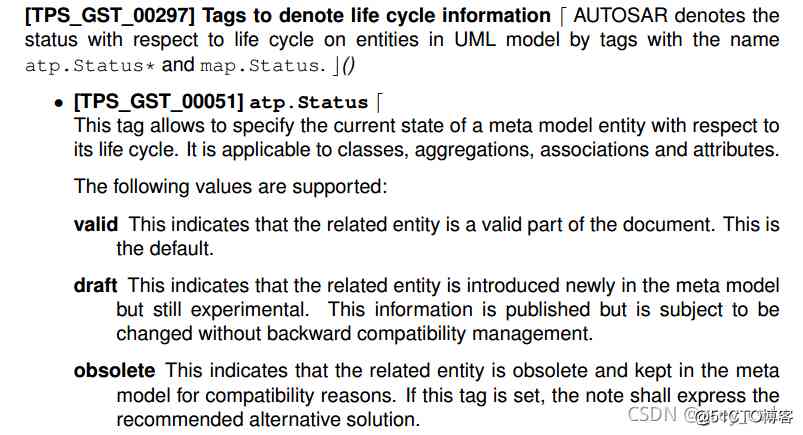 [TPS_GST_00297] Tags to denote life cycle information ⌈ AUTOSAR denotes the
status with respect to life cycle on entities in UML model by tags with the name
atp.Status* and map.Status. ⌋()
• [TPS_GST_00051] atp.Status ⌈
This tag allows to specify the current state of a meta model entity with respect to
its life cycle. It is applicable to classes, aggregations, associations and attributes.
The following values are supported:
valid This indicates that the related entity is a valid part of the document. This is
the default.
draft This indicates that the related entity is introduced newly in the meta model
but still experimental. This information is published but is subject to be
changed without backward compatibility management.
obsolete This indicates that the related entity is obsolete and kept in the meta
model for compatibility reasons. If this tag is set, the note shall express the
recommended alternative solution.
CSDN
@51CTO博客